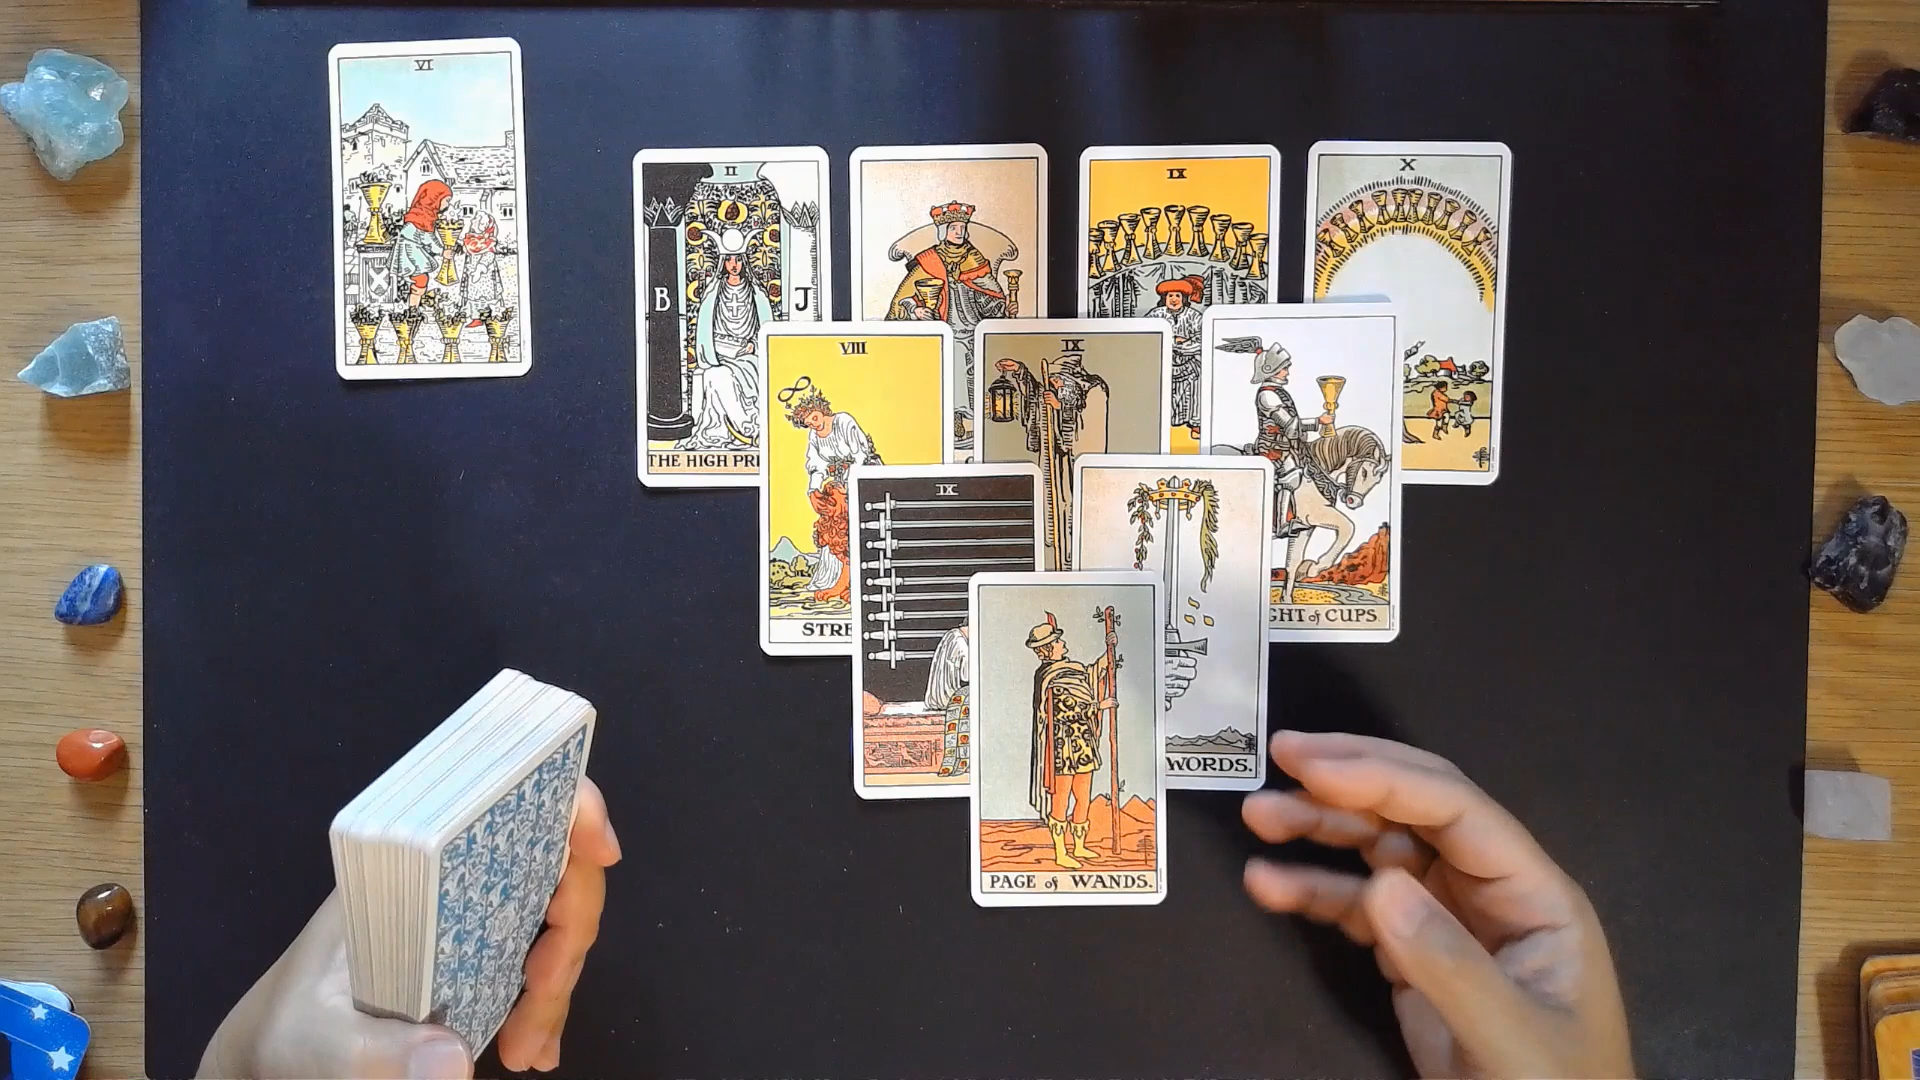 VI
II
B
J
THE HIGH PRI
IX
X
VIII
STRE
IX
GHT of CUPS.
IX
WORDS.
PAGE of WANDS.